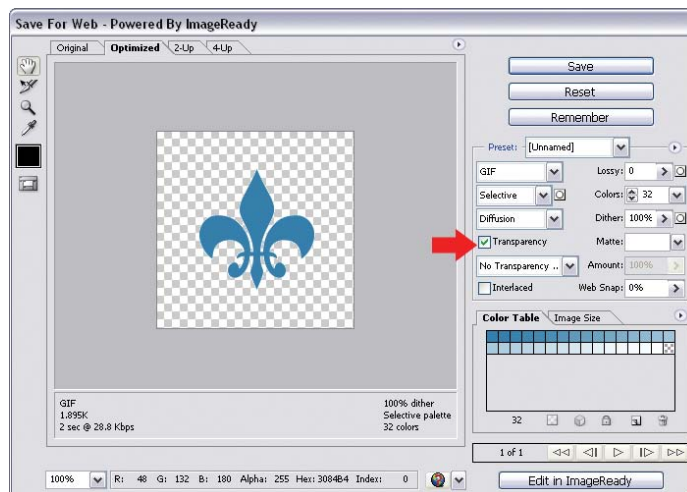 Save For Web - Powered By ImageReady
Original Optimized 2-Up 4-Up
Save
Reset
Remember
Preset: [Unnamed]
GIF Lossy: 0
Selective Colors: 32
Diffusion Dither: 100%
Transparency Matte:
No Transparency .. Amount: 100%
Interlaced Web Snap: 0%
Color Table Image Size
32
GIF 100% dither
1.895K Selective palette
2 sec @ 28.8 Kbps 32 colors
1 of 1
100% R: 48 G: 132 B: 180 Alpha: 255 Hex: 3084B4 Index: 0
Edit in ImageReady